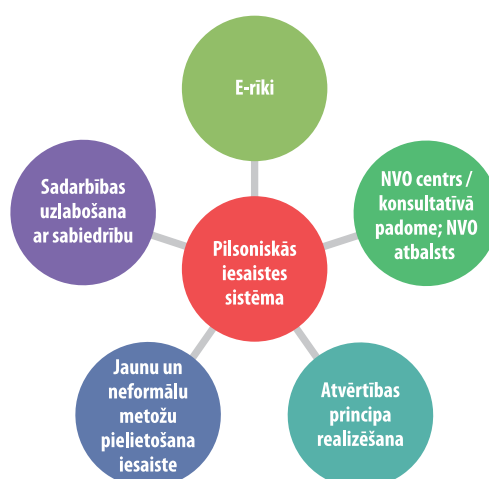 E-rīki
Sadarbības
uzlabošana
ar sabiedrību
NVO centrs /
konsultatīvā
padome; NVO
atbalsts
Pilsoniskās
iesaistes
sistēma
Jaunu un
neformālu
metožu
pielietošana
iesaiste
Atvērtības
principa
realizēšana